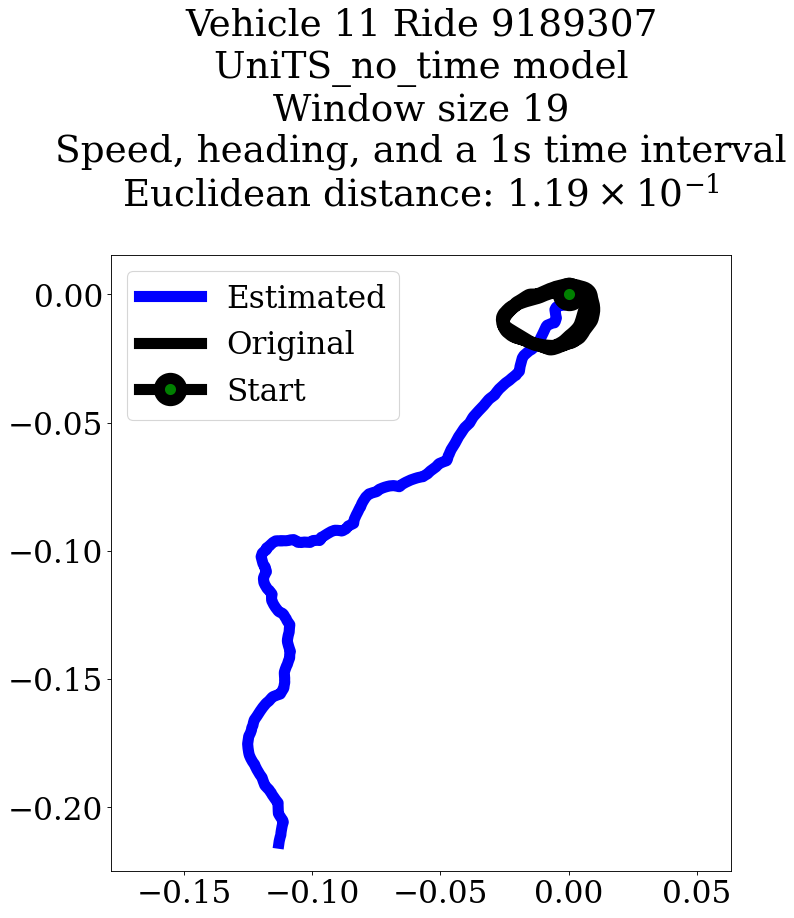 Vehicle 11 Ride 9189307
UniTS_no_time model
Window size 19
Speed, heading, and a 1s time interval
Euclidean distance: 1.19 × 10⁻¹
Estimated
Original
Start
0.00
−0.05
−0.10
−0.15
−0.20
−0.15 −0.10 −0.05 0.00 0.05